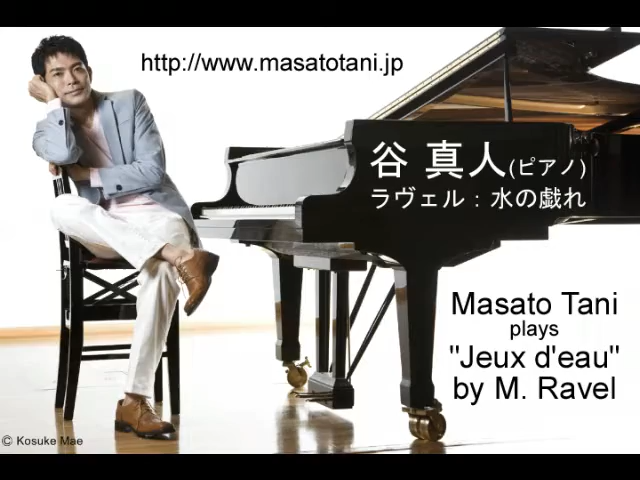 http://www.masatotani.jp
谷 真人(ピアノ)
ラヴェル：水の戯れ
Masato Tani
plays
"Jeux d'eau"
by M. Ravel
© Kosuke Mae